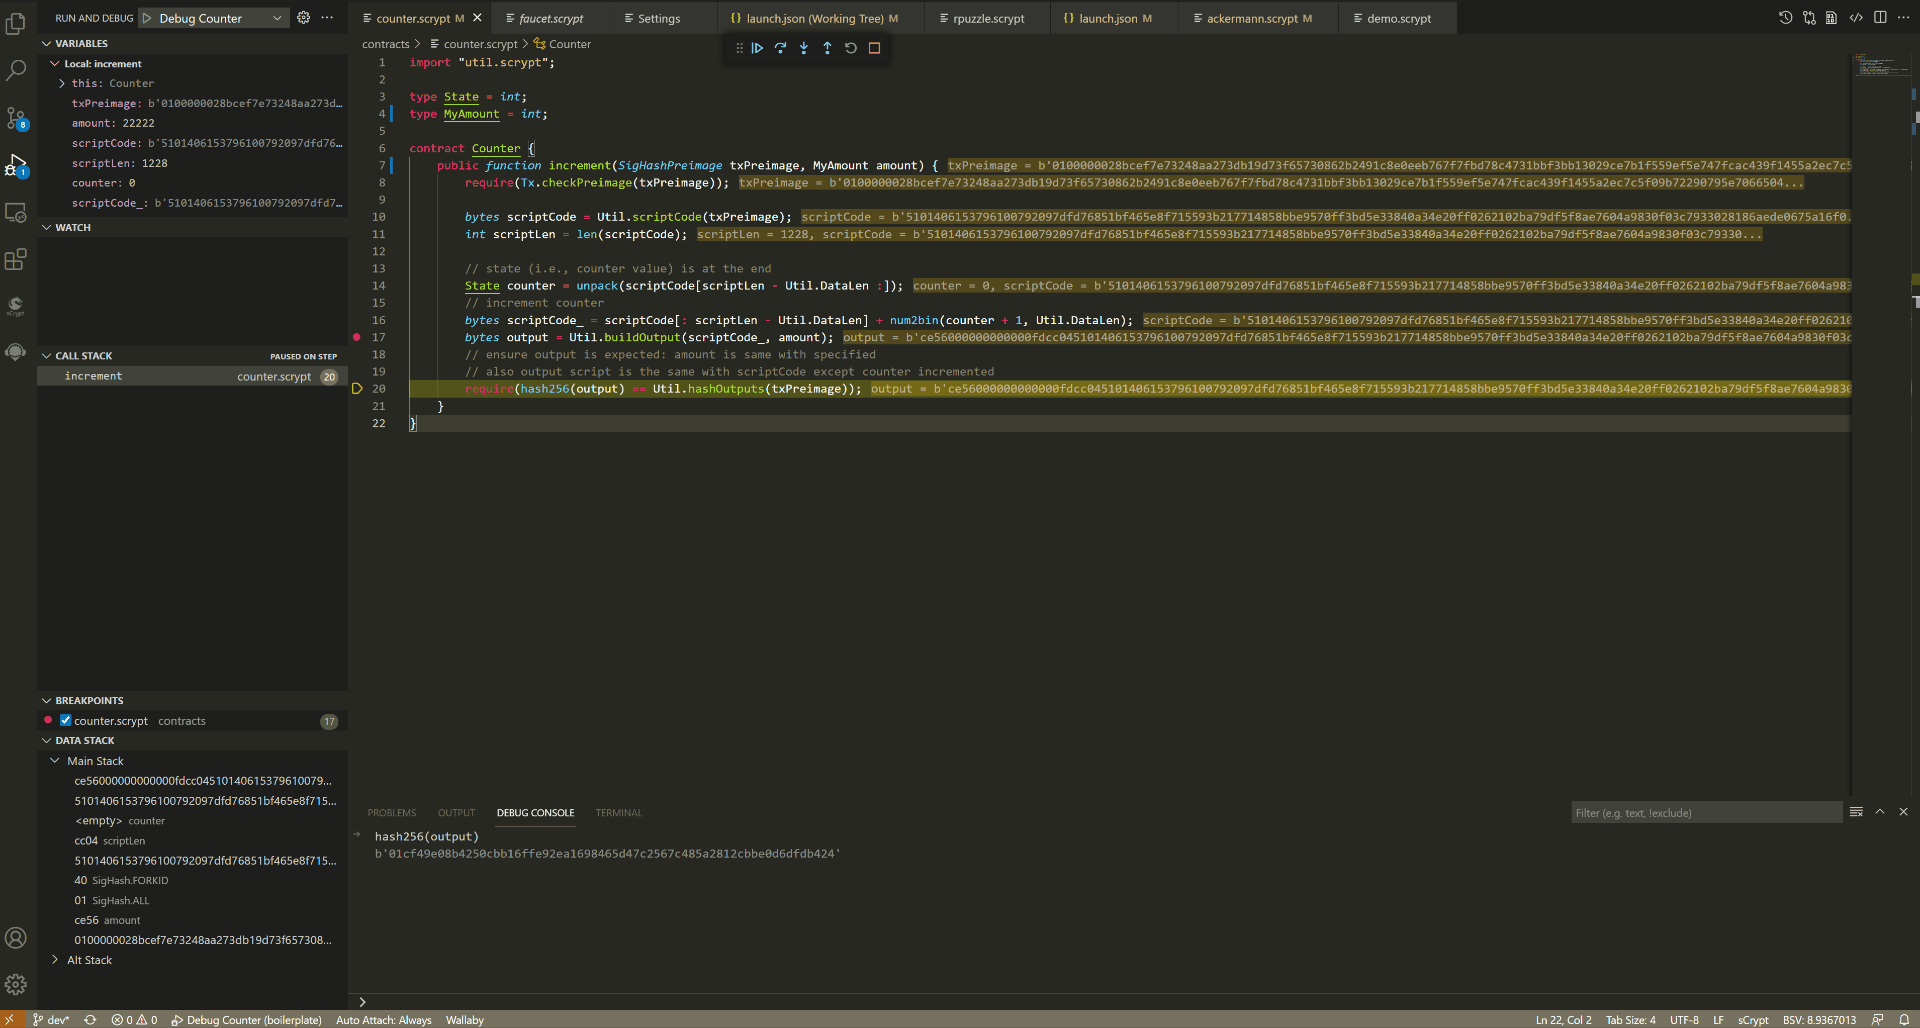 RUN AND DEBUG Debug Counter
VARIABLES
Local: increment
this: Counter
txPreimage: b'0100000028bcef7e73248aa273d…
amount: 22222
scriptCode: b'5101406153796100792097dfd76…
scriptLen: 1228
counter: 0
scriptCode_: b'5101406153796100792097dfd7…
WATCH
CALL STACK PAUSED ON STEP
increment counter.scrypt 20
BREAKPOINTS
counter.scrypt contracts 17
DATA STACK
Main Stack
ce56000000000000fdcc04510140615379610079...
5101406153796100792097dfd76851bf465e8f715...
<empty> counter
cc04 scriptLen
5101406153796100792097dfd76851bf465e8f715...
40 SigHash.FORKID
01 SigHash.ALL
ce56 amount
0100000028bcef7e73248aa273db19d73f657308...
Alt Stack
counter.scrypt M faucet.scrypt Settings launch.json (Working Tree) M rpuzzle.scrypt launch.json M ackermann.scrypt M demo.scrypt
contracts > counter.scrypt > Counter
1 import "util.scrypt";
2
3 type State = int;
4 type MyAmount = int;
5
6 contract Counter {
7 public function increment(SigHashPreimage txPreimage, MyAmount amount) { txPreimage = b'0100000028bcef7e73248aa273db19d73f65730862b2491c8e0eeb767f7fbd78c4731bbf3bb13029ce7b1f559ef5e747fcac439f1455a2ec7c5
8 require(Tx.checkPreimage(txPreimage)); txPreimage = b'0100000028bcef7e73248aa273db19d73f65730862b2491c8e0eeb767f7fbd78c4731bbf3bb13029ce7b1f559ef5e747fcac439f1455a2ec7c5f09b72290795e7066504...
9
10 bytes scriptCode = Util.scriptCode(txPreimage); scriptCode = b'5101406153796100792097dfd76851bf465e8f715593b217714858bbe9570ff3bd5e33840a34e20ff0262102ba79df5f8ae7604a9830f03c7933028186aede0675a16f0.
11 int scriptLen = len(scriptCode); scriptLen = 1228, scriptCode = b'5101406153796100792097dfd76851bf465e8f715593b217714858bbe9570ff3bd5e33840a34e20ff0262102ba79df5f8ae7604a9830f03c79330...
12
13 // state (i.e., counter value) is at the end
14 State counter = unpack(scriptCode[scriptLen - Util.DataLen :]); counter = 0, scriptCode = b'5101406153796100792097dfd76851bf465e8f715593b217714858bbe9570ff3bd5e33840a34e20ff0262102ba79df5f8ae7604a983
15 // increment counter
16 bytes scriptCode_ = scriptCode[: scriptLen - Util.DataLen] + num2bin(counter + 1, Util.DataLen); scriptCode = b'5101406153796100792097dfd76851bf465e8f715593b217714858bbe9570ff3bd5e33840a34e20ff026210
17 bytes output = Util.buildOutput(scriptCode_, amount); output = b'ce56000000000000fdcc045101406153796100792097dfd76851bf465e8f715593b217714858bbe9570ff3bd5e33840a34e20ff0262102ba79df5f8ae7604a9830f03c
18 // ensure output is expected: amount is same with specified
19 // also output script is the same with scriptCode except counter incremented
20 require(hash256(output) == Util.hashOutputs(txPreimage)); output = b'ce56000000000000fdcc045101406153796100792097dfd76851bf465e8f715593b217714858bbe9570ff3bd5e33840a34e20ff0262102ba79df5f8ae7604a9830
21 }
22 }
PROBLEMS OUTPUT DEBUG CONSOLE TERMINAL Filter (e.g. text, !exclude)
hash256(output)
b'01cf49e08b4250cbb16ffe92ea1698465d47c2567c485a2812cbbe0d6dfdb424'
dev* 0 0 Debug Counter (boilerplate) Auto Attach: Always Wallaby Ln 22, Col 2 Tab Size: 4 UTF-8 LF sCrypt BSV: 8.9367013